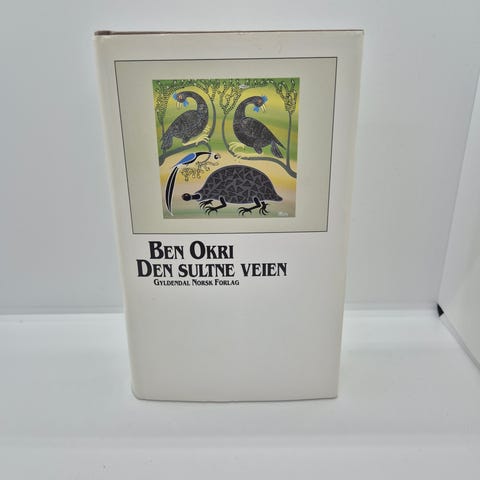 BEN OKRI
DEN SULTNE VEIEN
GYLDENDAL NORSK FORLAG